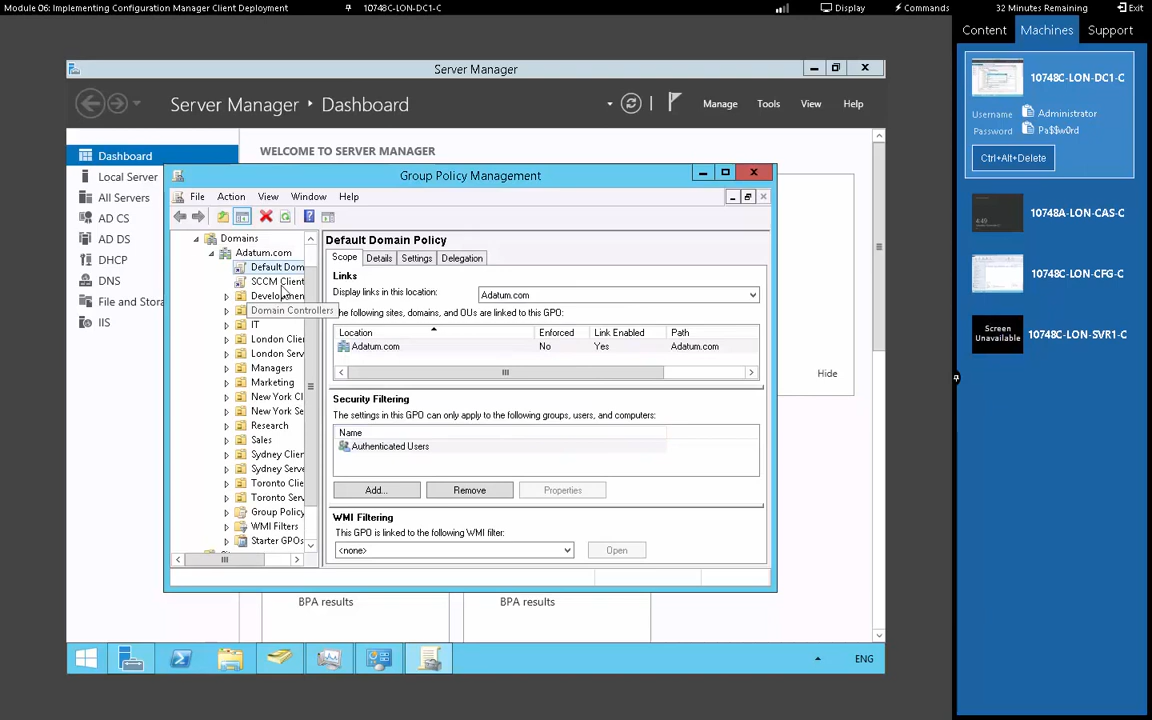 Module 06: Implementing Configuration Manager Client Deployment
10748C-LON-DC1-C
Display
Commands
32 Minutes Remaining
Exit
Content
Machines
Support
10748C-LON-DC1-C
Username
Administrator
Password
Pa$$w0rd
Ctrl+Alt+Delete
4:49
10748A-LON-CAS-C
10748C-LON-CFG-C
Screen
Unavailable
10748C-LON-SVR1-C
Server Manager
Server Manager
Dashboard
Manage
Tools
View
Help
Dashboard
Local Server
All Servers
AD CS
AD DS
DHCP
DNS
File and Stora
IIS
WELCOME TO SERVER MANAGER
Hide
Group Policy Management
File
Action
View
Window
Help
Domains
Adatum.com
Default Dom
SCCM Client
Developmen
Domain Controllers
IT
London Clie
London Serv
Managers
Marketing
New York Cl
New York Se
Research
Sales
Sydney Clien
Sydney Serve
Toronto Clie
Toronto Serv
Group Policy
WMI Filters
Starter GPOs
Default Domain Policy
Scope
Details
Settings
Delegation
Links
Display links in this location:
Adatum.com
he following sites, domains, and OUs are linked to this GPO:
Location
Enforced
Link Enabled
Path
Adatum.com
No
Yes
Adatum.com
Security Filtering
The settings in this GPO can only apply to the following groups, users, and computers:
Name
Authenticated Users
Add...
Remove
Properties
WMI Filtering
This GPO is linked to the following WMI filter:
<none>
Open
BPA results
BPA results
ENG